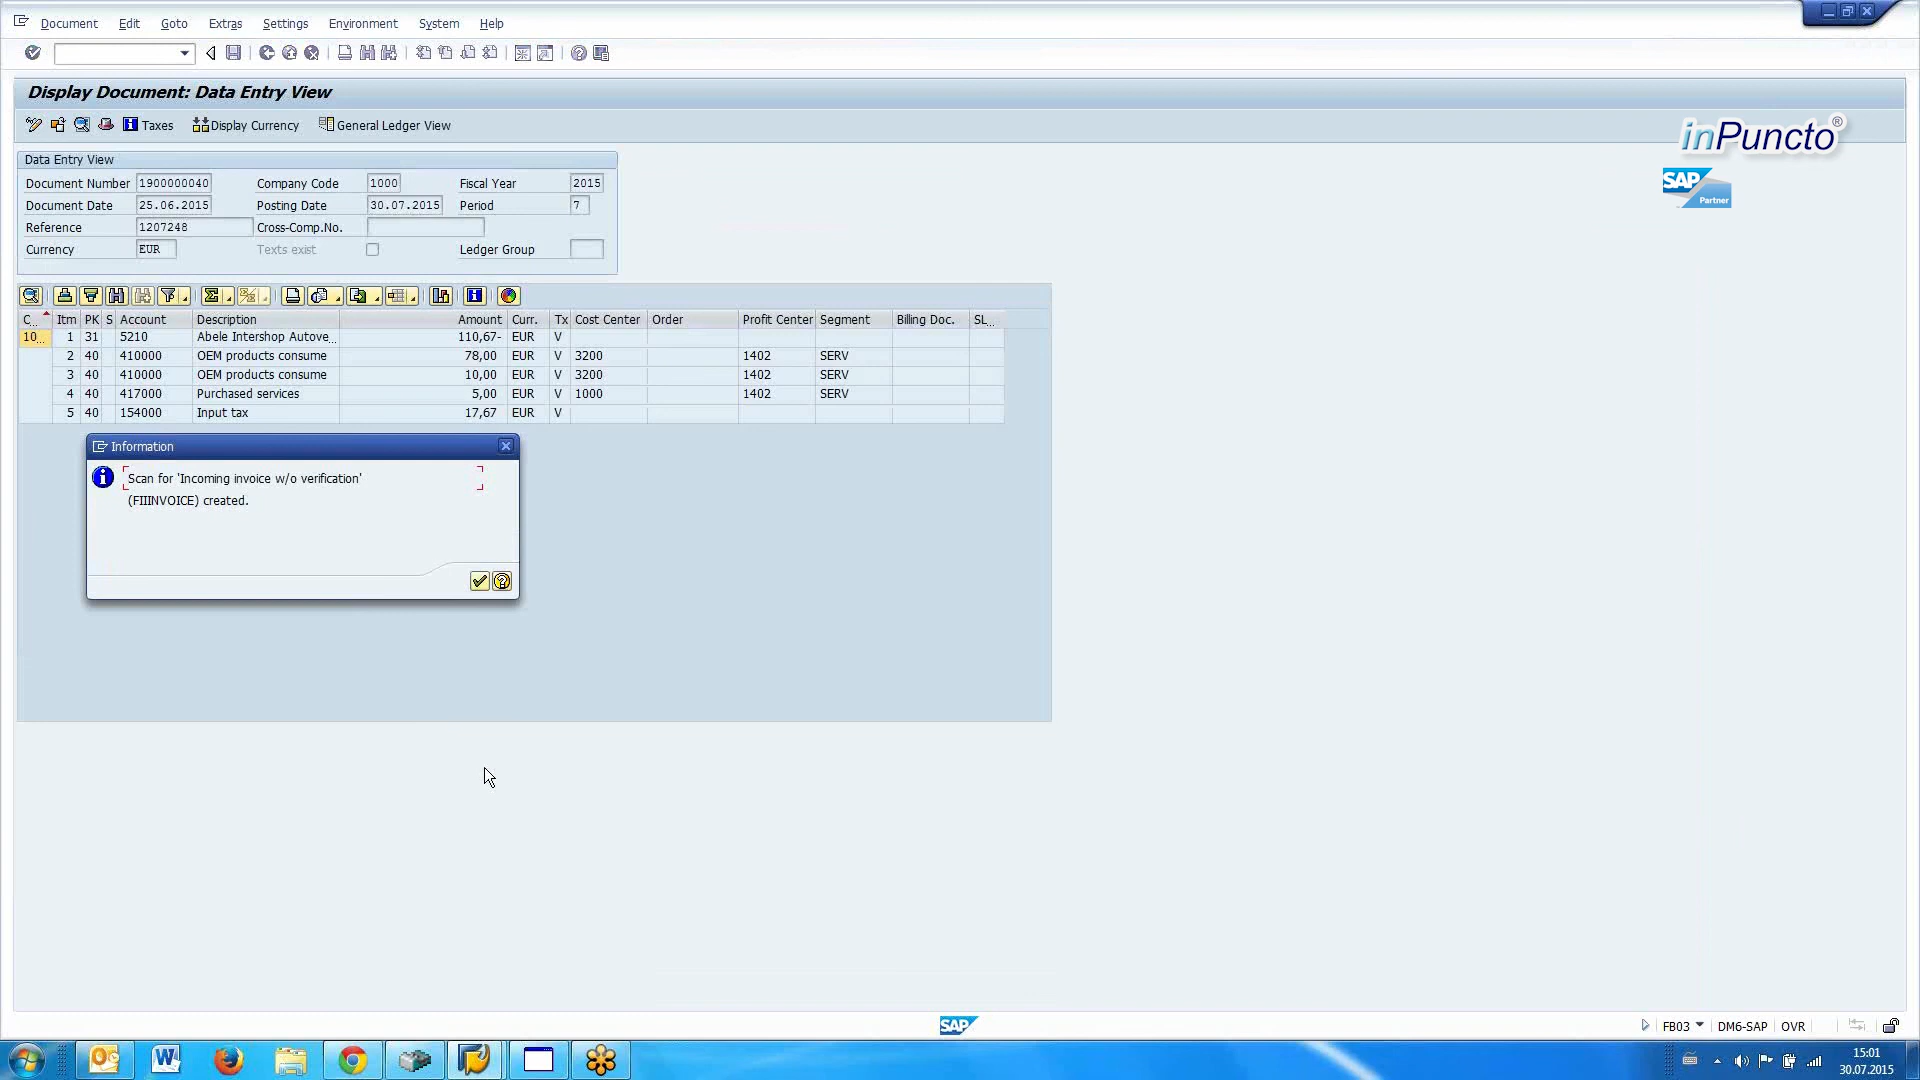 Document Edit Goto Extras Settings Environment System Help
Display Document: Data Entry View
Taxes Display Currency General Ledger View
inPuncto®
SAP Partner
Data Entry View
Document Number 1900000040 Company Code 1000 Fiscal Year 2015
Document Date 25.06.2015 Posting Date 30.07.2015 Period 7
Reference 1207248 Cross-Comp.No.
Currency EUR Texts exist Ledger Group
C.. Itm PK S Account Description Amount Curr. Tx Cost Center Order Profit Center Segment Billing Doc. SL...
10... 1 31 5210 Abele Intershop Autove... 110,67- EUR V
2 40 410000 OEM products consume 78,00 EUR V 3200 1402 SERV
3 40 410000 OEM products consume 10,00 EUR V 3200 1402 SERV
4 40 417000 Purchased services 5,00 EUR V 1000 1402 SERV
5 40 154000 Input tax 17,67 EUR V
Information
Scan for 'Incoming invoice w/o verification'
(FIIINVOICE) created.
SAP
FB03 DM6-SAP OVR
15:01
30.07.2015